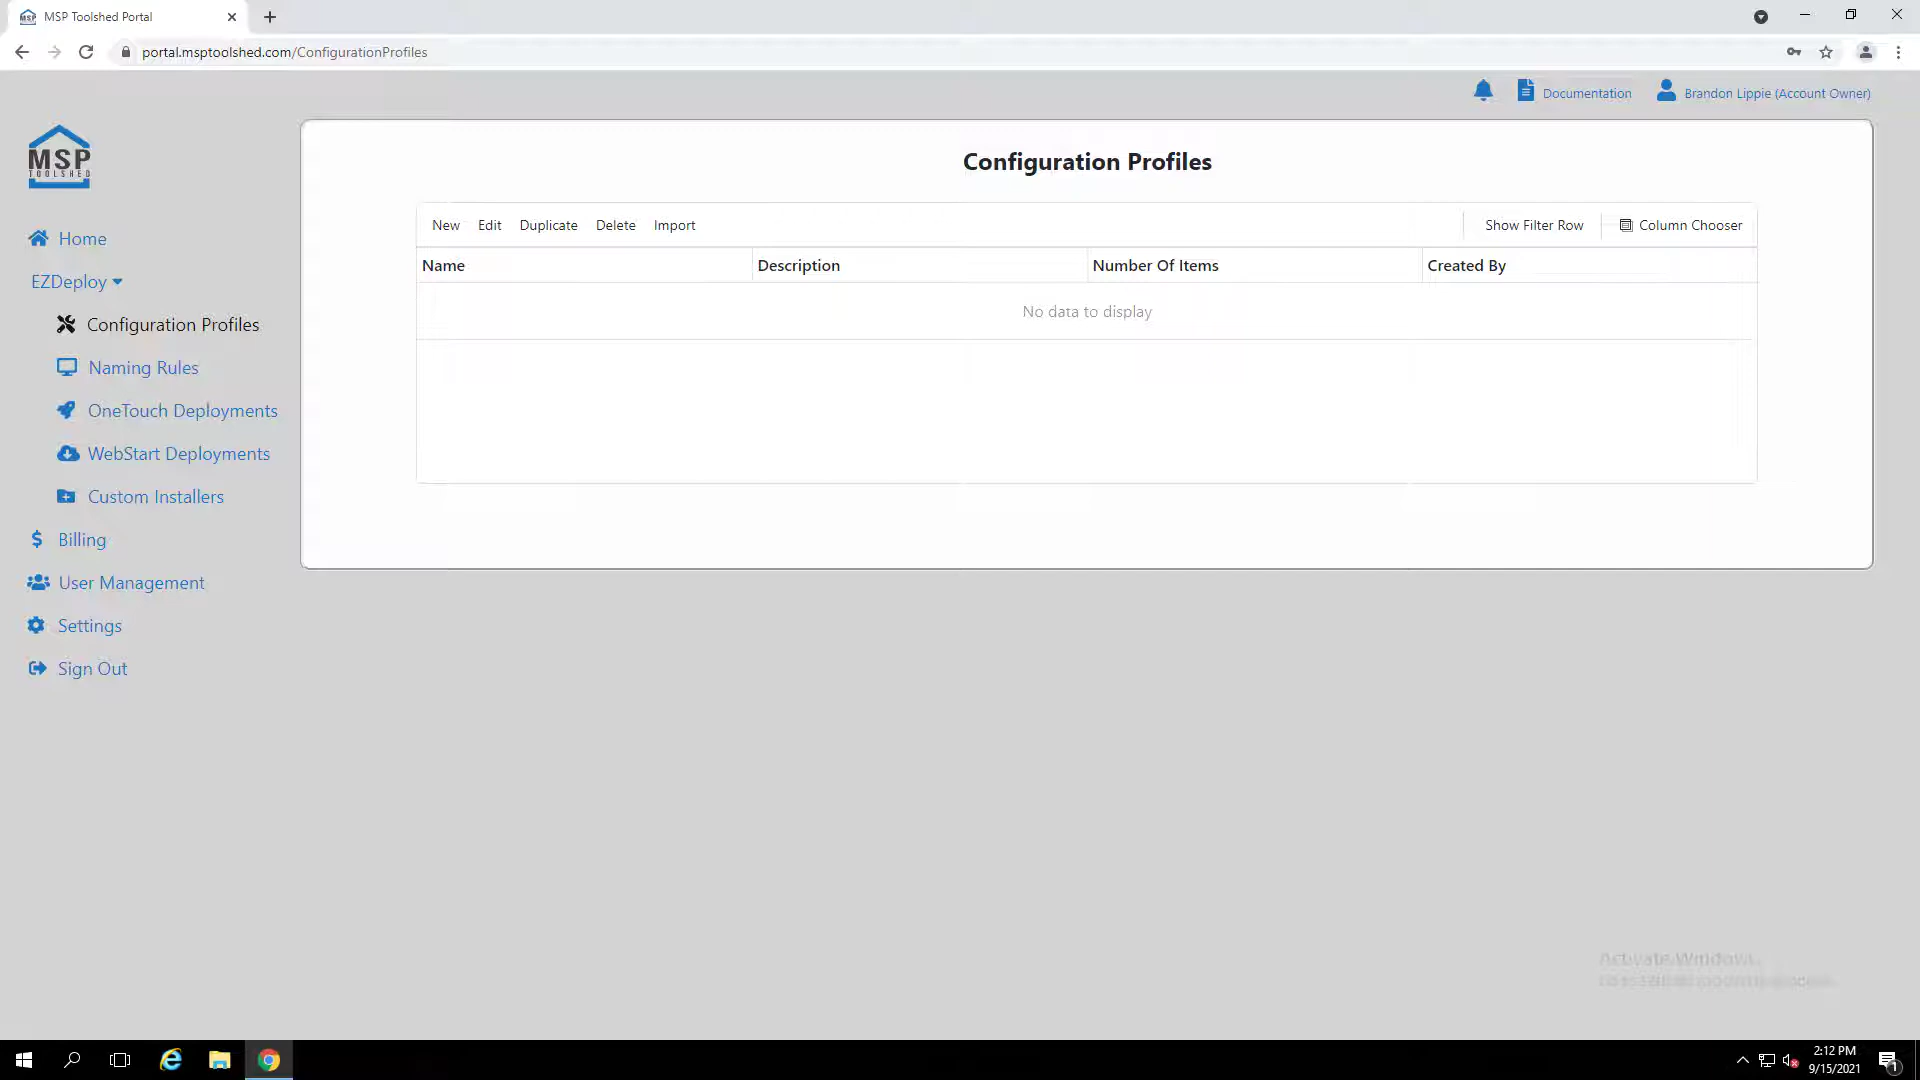 MSP Toolshed Portal
portal.msptoolshed.com/ConfigurationProfiles
Documentation
Brandon Lippie (Account Owner)
MSP
TOOLSHED
Configuration Profiles
New Edit Duplicate Delete Import Show Filter Row Column Chooser
Name Description Number Of Items Created By
No data to display
Home
EZDeploy
Configuration Profiles
Naming Rules
OneTouch Deployments
WebStart Deployments
Custom Installers
Billing
User Management
Settings
Sign Out
Activate Windows
2:12 PM
9/15/2021
1